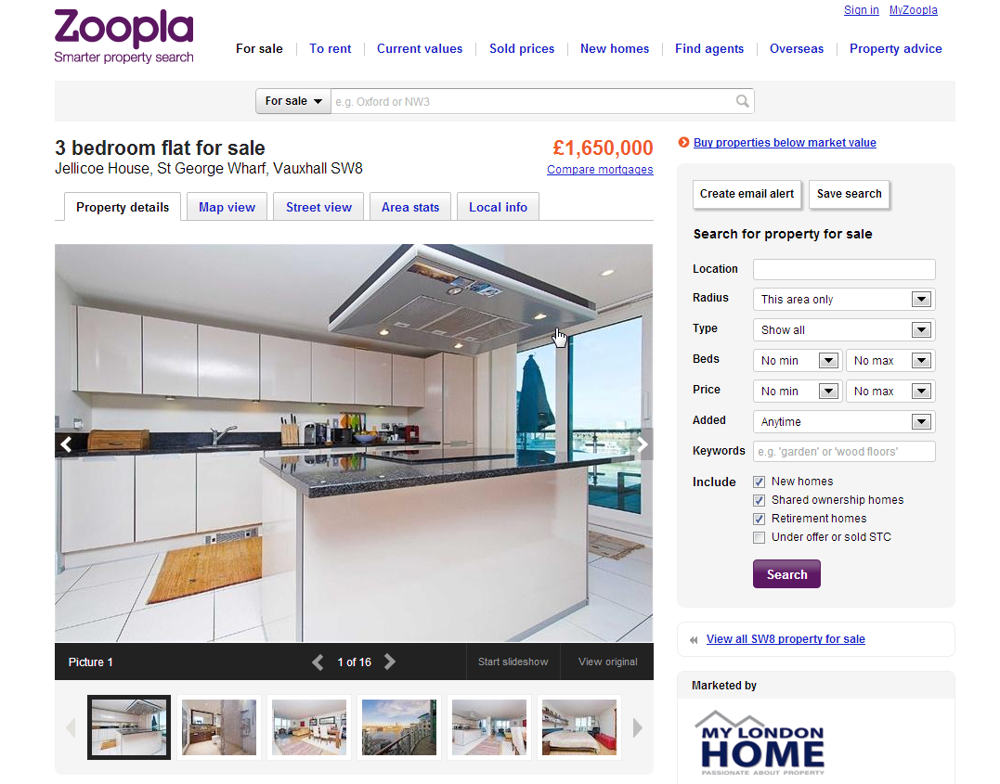 Sign in MyZoopla
Zoopla
Smarter property search
For sale To rent Current values Sold prices New homes Find agents Overseas Property advice
For sale e.g. Oxford or NW3
3 bedroom flat for sale
£1,650,000
Jellicoe House, St George Wharf, Vauxhall SW8
Compare mortgages
Property details Map view Street view Area stats Local info
Picture 1 1 of 16 Start slideshow View original
Buy properties below market value
Create email alert Save search
Search for property for sale
Location
Radius This area only
Type Show all
Beds No min No max
Price No min No max
Added Anytime
Keywords e.g. 'garden' or 'wood floors'
Include New homes
Shared ownership homes
Retirement homes
Under offer or sold STC
Search
View all SW8 property for sale
Marketed by
MY LONDON
HOME
PASSIONATE ABOUT PROPERTY